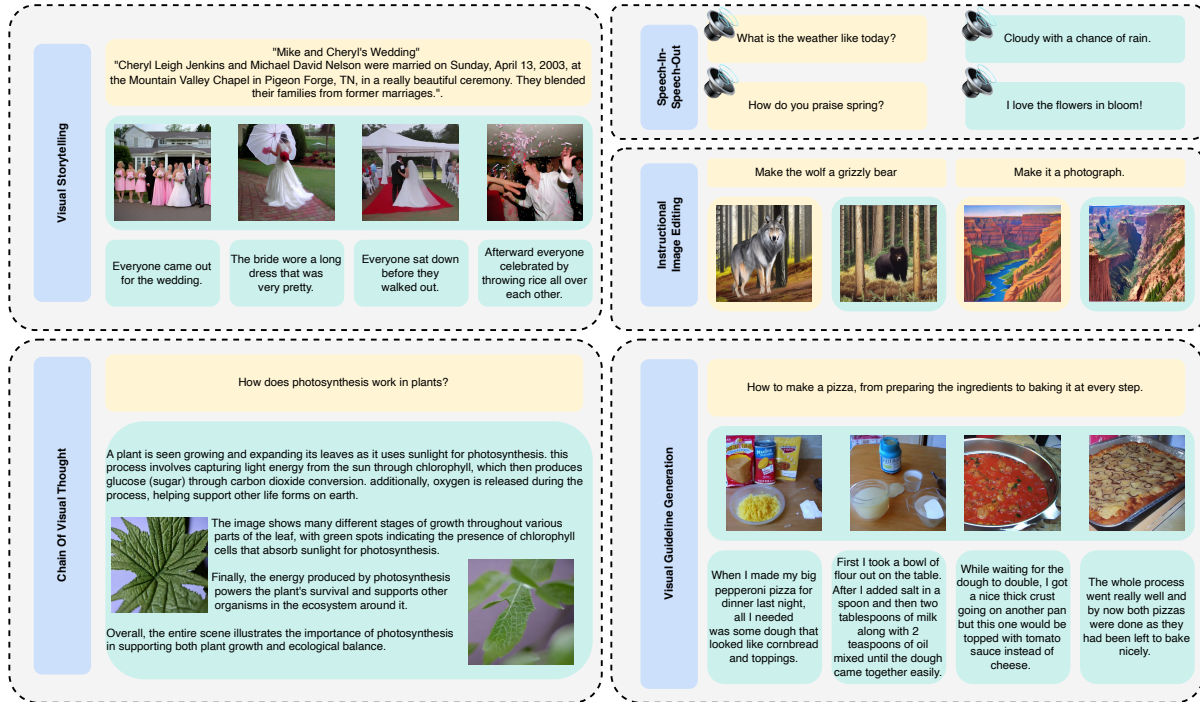 Visual Storytelling
"Mike and Cheryl's Wedding"
"Cheryl Leigh Jenkins and Michael David Nelson were married on Sunday, April 13, 2003, at
the Mountain Valley Chapel in Pigeon Forge, TN, in a really beautiful ceremony. They blended
their families from former marriages.".
Everyone came out
for the wedding.
The bride wore a long
dress that was
very pretty.
Everyone sat down
before they
walked out.
Afterward everyone
celebrated by
throwing rice all over
each other.
Speech-In-
Speech-Out
What is the weather like today?
Cloudy with a chance of rain.
How do you praise spring?
I love the flowers in bloom!
Instructional
Image Editing
Make the wolf a grizzly bear
Make it a photograph.
Chain Of Visual Thought
How does photosynthesis work in plants?
A plant is seen growing and expanding its leaves as it uses sunlight for photosynthesis. this
process involves capturing light energy from the sun through chlorophyll, which then produces
glucose (sugar) through carbon dioxide conversion. additionally, oxygen is released during the
process, helping support other life forms on earth.
The image shows many different stages of growth throughout various
parts of the leaf, with green spots indicating the presence of chlorophyll
cells that absorb sunlight for photosynthesis.
Finally, the energy produced by photosynthesis
powers the plant's survival and supports other
organisms in the ecosystem around it.
Overall, the entire scene illustrates the importance of photosynthesis
in supporting both plant growth and ecological balance.
Visual Guideline Generation
How to make a pizza, from preparing the ingredients to baking it at every step.
When I made my big
pepperoni pizza for
dinner last night,
all I needed
was some dough that
looked like cornbread
and toppings.
First I took a bowl of
flour out on the table.
After I added salt in a
spoon and then two
tablespoons of milk
along with 2
teaspoons of oil
mixed until the dough
came together easily.
While waiting for the
dough to double, I got
a nice thick crust
going on another pan
but this one would be
topped with tomato
sauce instead of
cheese.
The whole process
went really well and
by now both pizzas
were done as they
had been left to bake
nicely.